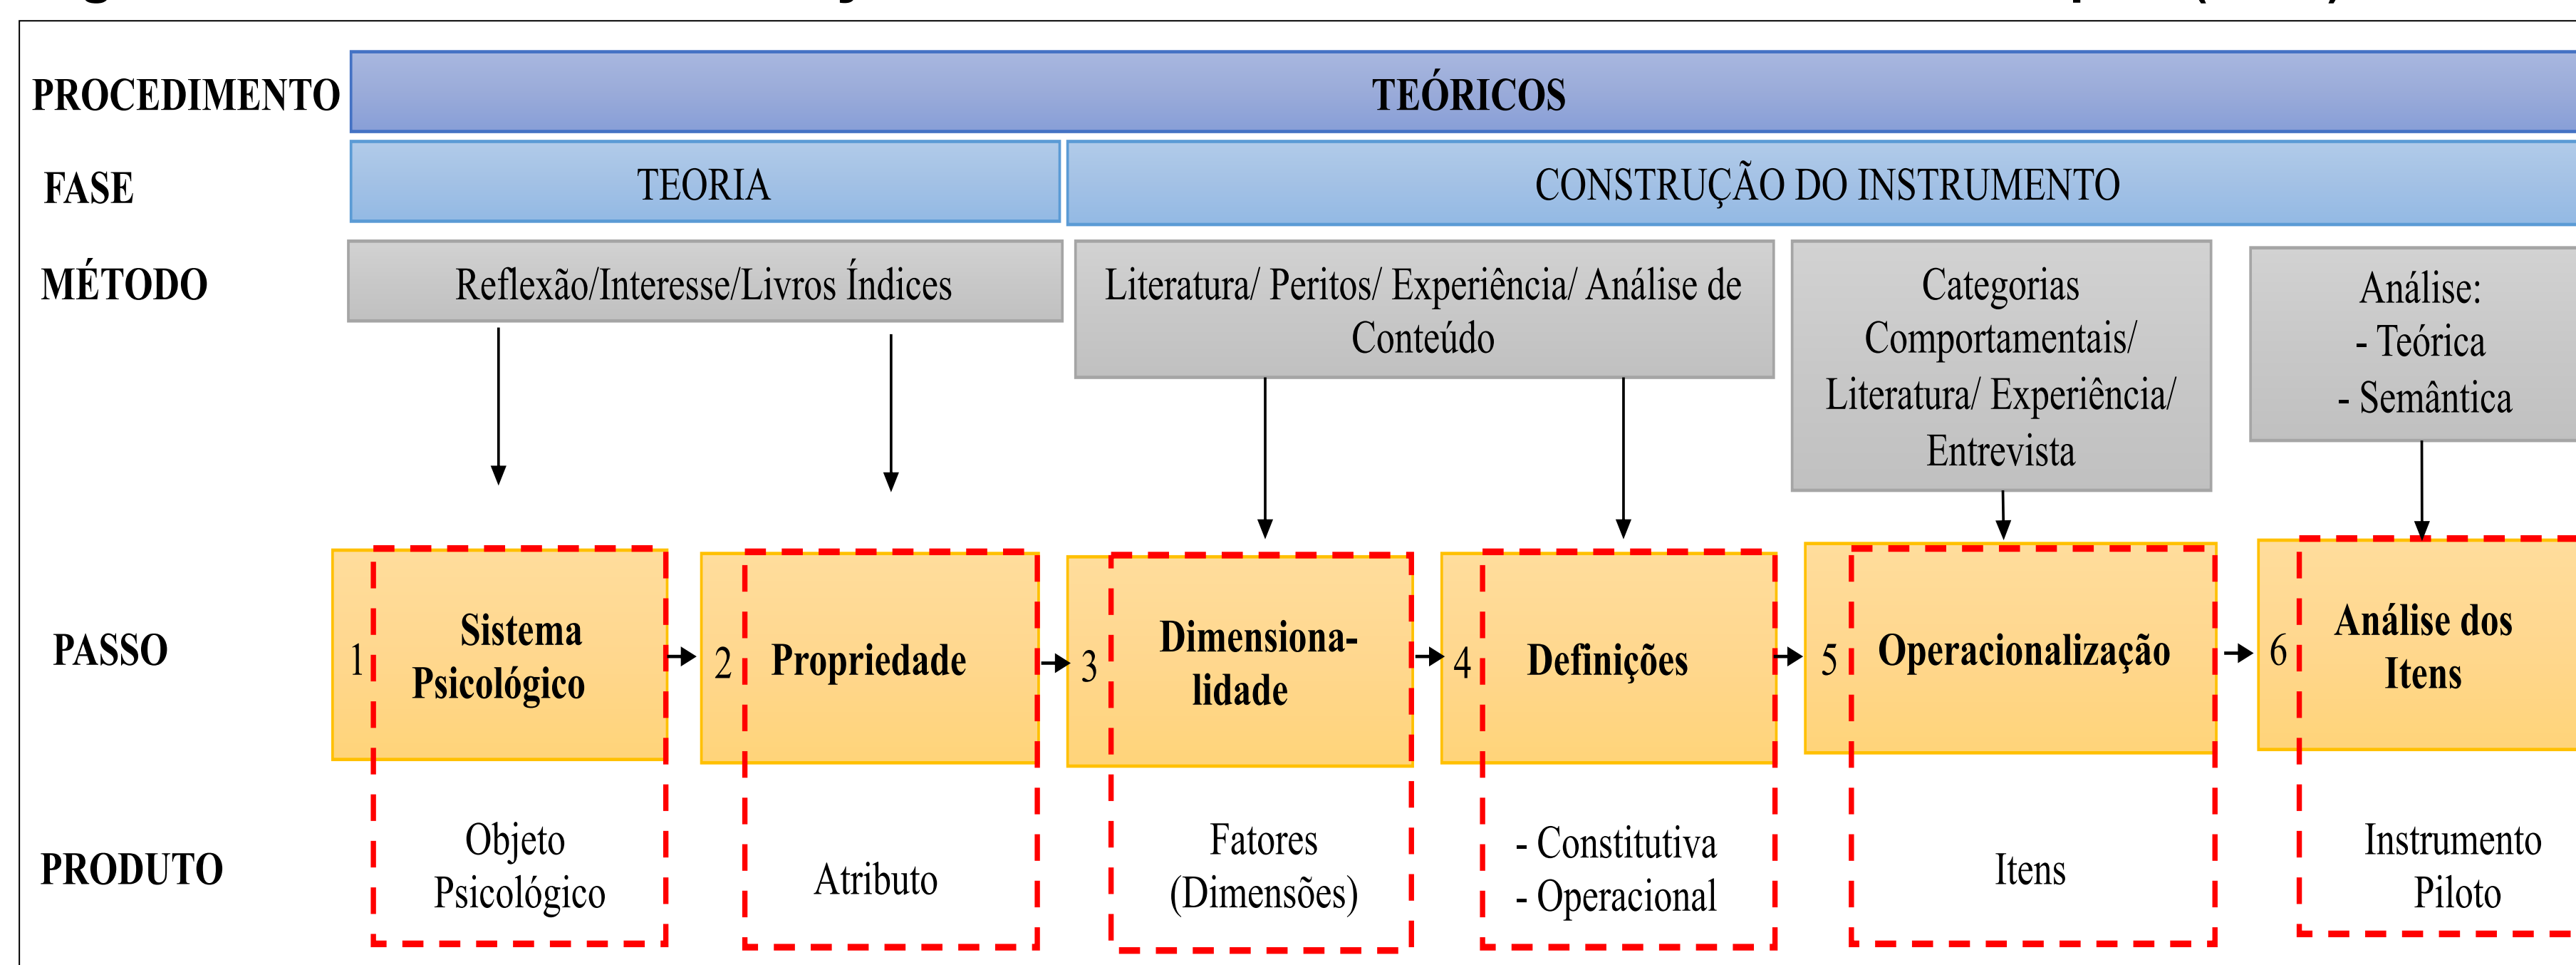 PROCEDIMENTO
TEÓRICOS
FASE
TEORIA
CONSTRUÇÃO DO INSTRUMENTO
MÉTODO
Reflexão/Interesse/Livros Índices
Literatura/ Peritos/ Experiência/ Análise de
Conteúdo
Categorias
Comportamentais/
Literatura/ Experiência/
Entrevista
Análise:
- Teórica
- Semântica
PASSO
1
Sistema
Psicológico
2
Propriedade
3
Dimensiona-
lidade
4
Definições
5
Operacionalização
6
Análise dos
Itens
PRODUTO
Objeto
Psicológico
Atributo
Fatores
(Dimensões)
- Constitutiva
- Operacional
Itens
Instrumento
Piloto